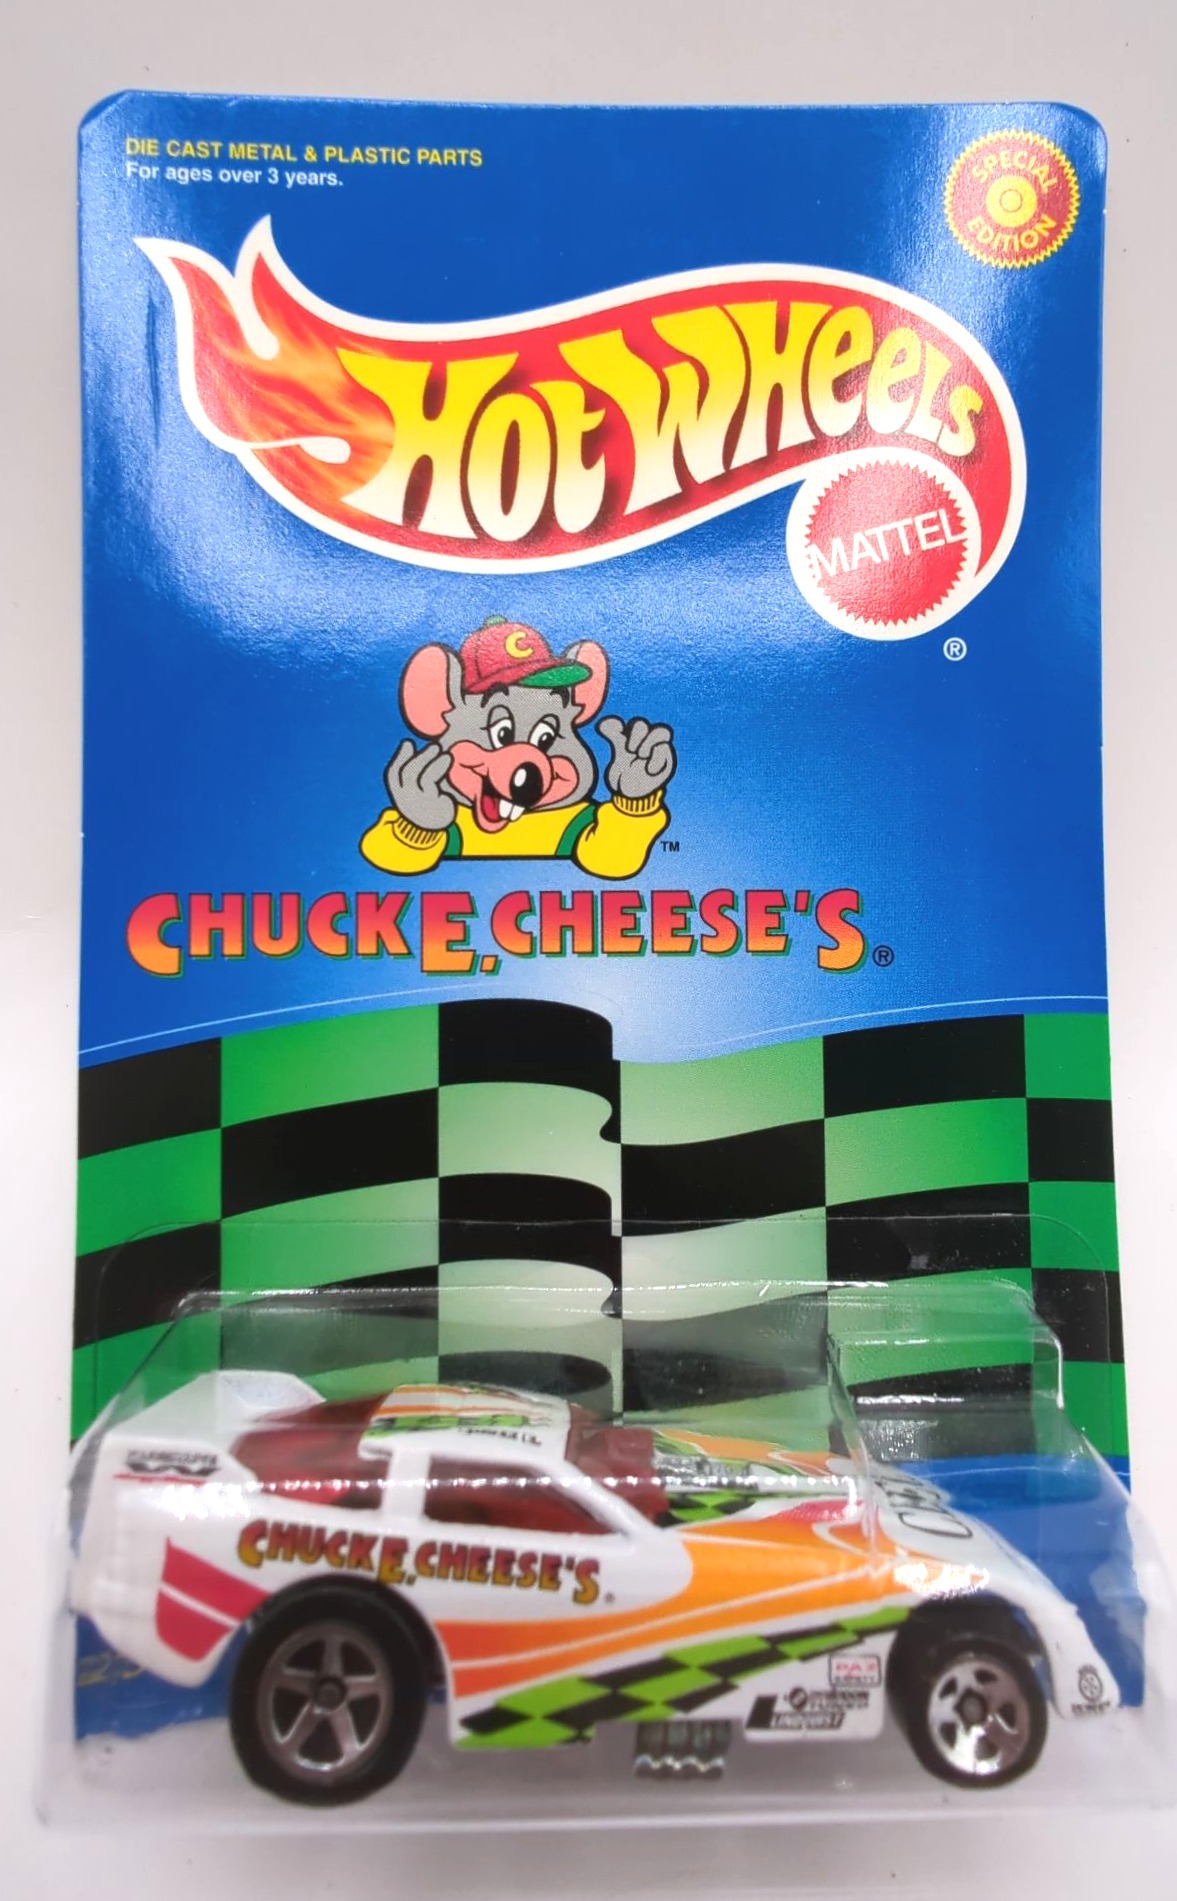 DIE CAST METAL & PLASTIC PARTS
For ages over 3 years.
SPECIAL
EDITION
HOT WHEELS
MATTEL
®
C
TM
CHUCK E. CHEESE'S®
CHUCK E. CHEESE'S
LINDQUIST